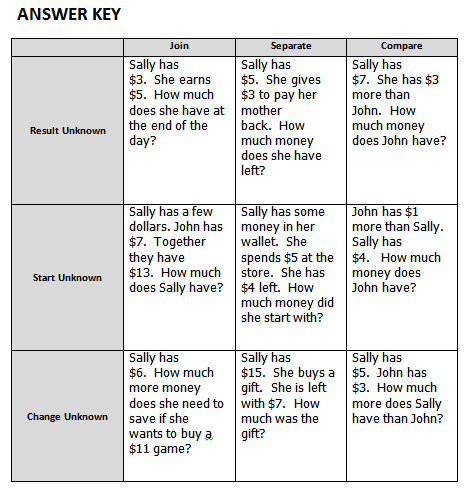 ANSWER KEY
Join
Separate
Compare
Result Unknown
Sally has
$3.  She earns
$5.  How much
does she have at
the end of the
day?
Sally has
$5.  She gives
$3 to pay her
mother
back.  How
much money
does she have
left?
Sally has
$7.  She has $3
more than
John.  How
much money
does John have?
Start Unknown
Sally has a few
dollars. John has
$7.  Together
they have
$13.  How much
does Sally have?
Sally has some
money in her
wallet.  She
spends $5 at the
store.  She has
$4 left.  How
much money did
she start with?
John has $1
more than Sally.
Sally has
$4.   How much
money does
John have?
Change Unknown
Sally has
$6.  How much
more money
does she need to
save if she
wants to buy a
$11 game?
Sally has
$15.  She buys a
gift.  She is left
with $7.  How
much was the
gift?
Sally has
$5.  John has
$3.  How much
more does Sally
have than John?